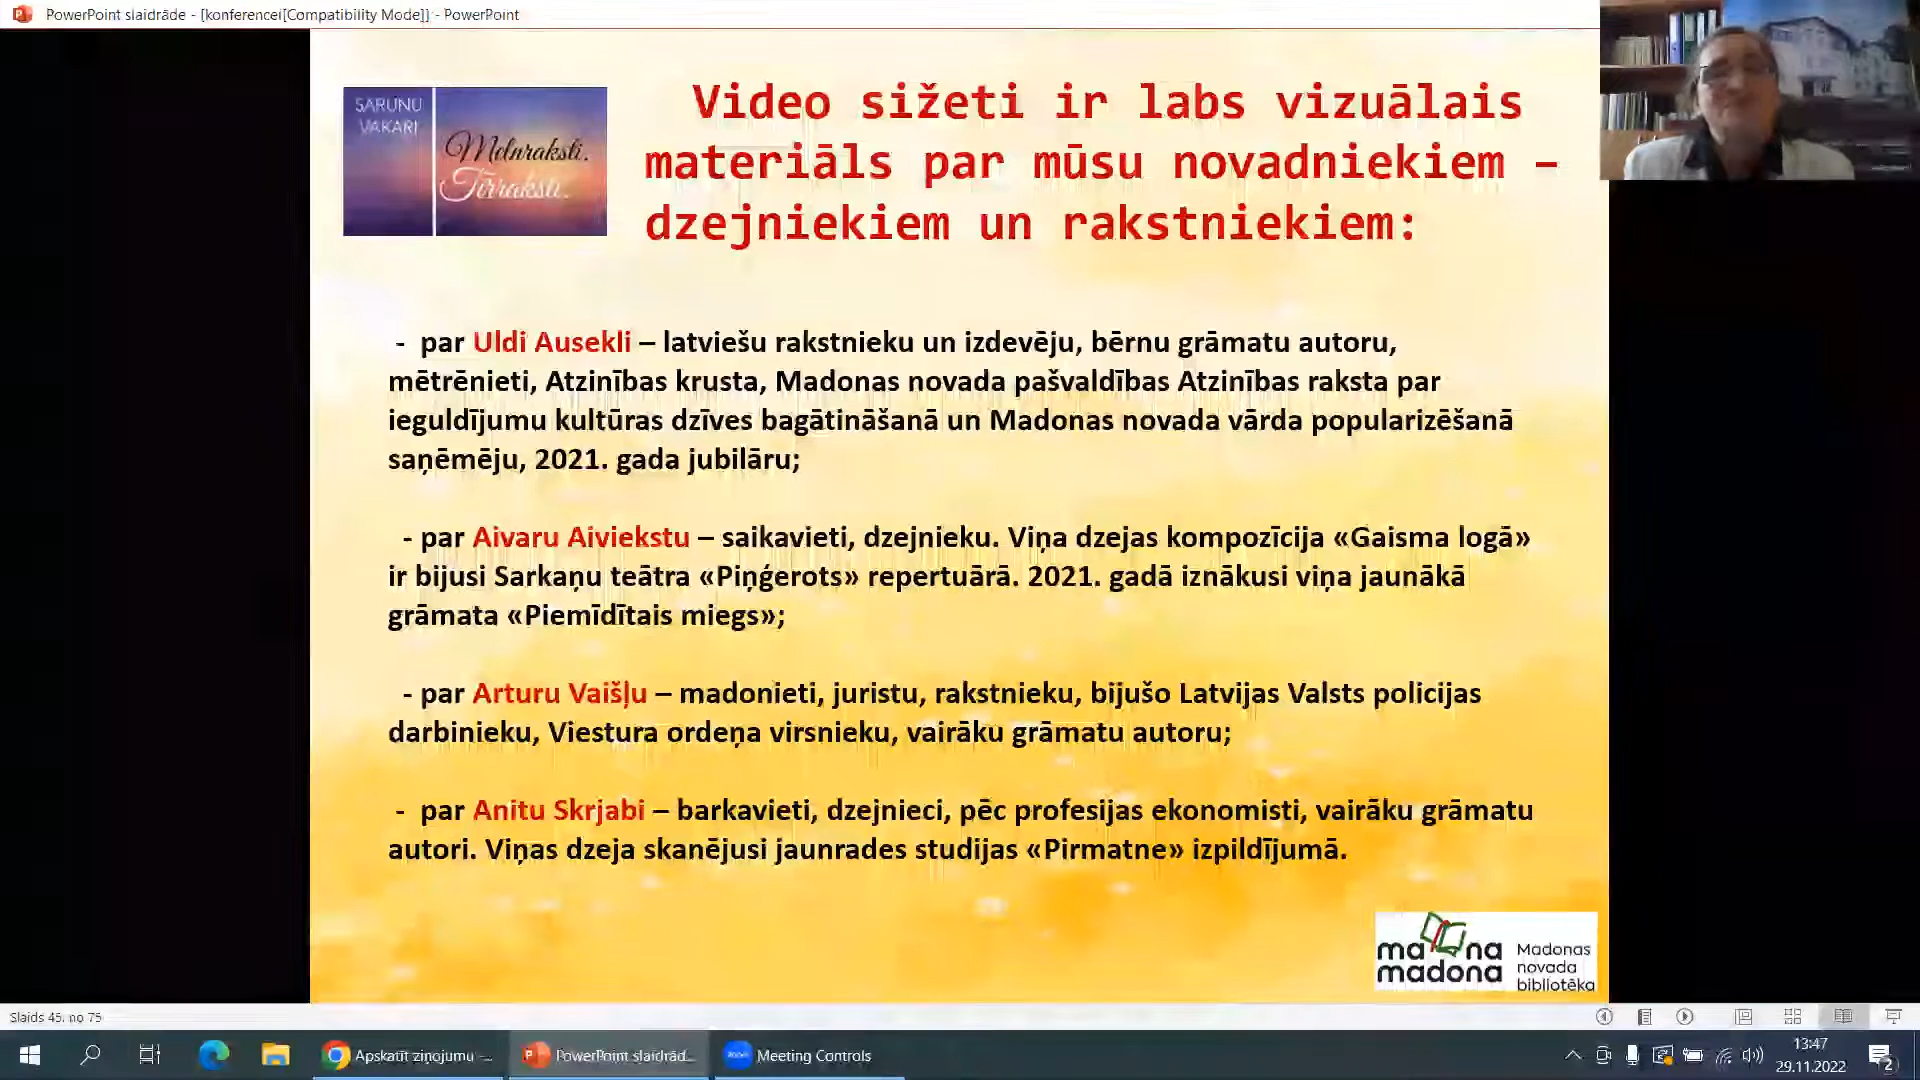 PowerPoint slaidrāde - [konferencei[Compatibility Mode]] - PowerPoint
SARUNU
VAKARI
Melnraksti.
Tīrraksti.
Video sižeti ir labs vizuālais
materiāls par mūsu novadniekiem –
dzejniekiem un rakstniekiem:
- par Uldi Ausekli – latviešu rakstnieku un izdevēju, bērnu grāmatu autoru,
mētrēnieti, Atzinības krusta, Madonas novada pašvaldības Atzinības raksta par
ieguldījumu kultūras dzīves bagātināšanā un Madonas novada vārda popularizēšanā
saņēmēju, 2021. gada jubilāru;
- par Aivaru Aiviekstu – saikavieti, dzejnieku. Viņa dzejas kompozīcija «Gaisma logā»
ir bijusi Sarkaņu teātra «Piņģerots» repertuārā. 2021. gadā iznākusi viņa jaunākā
grāmata «Piemīdītais miegs»;
- par Arturu Vaišļu – madonieti, juristu, rakstnieku, bijušo Latvijas Valsts policijas
darbinieku, Viestura ordeņa virsnieku, vairāku grāmatu autoru;
- par Anitu Skrjabi – barkavieti, dzejnieci, pēc profesijas ekonomisti, vairāku grāmatu
autori. Viņas dzeja skanējusi jaunrades studijas «Pirmatne» izpildījumā.
ma na
madona
Madonas
novada
bibliotēka
Slaids 45. no 75
Apskatīt ziņojumu -...
PowerPoint slaidrād...
zoom
Meeting Controls
13:47
29.11.2022
2